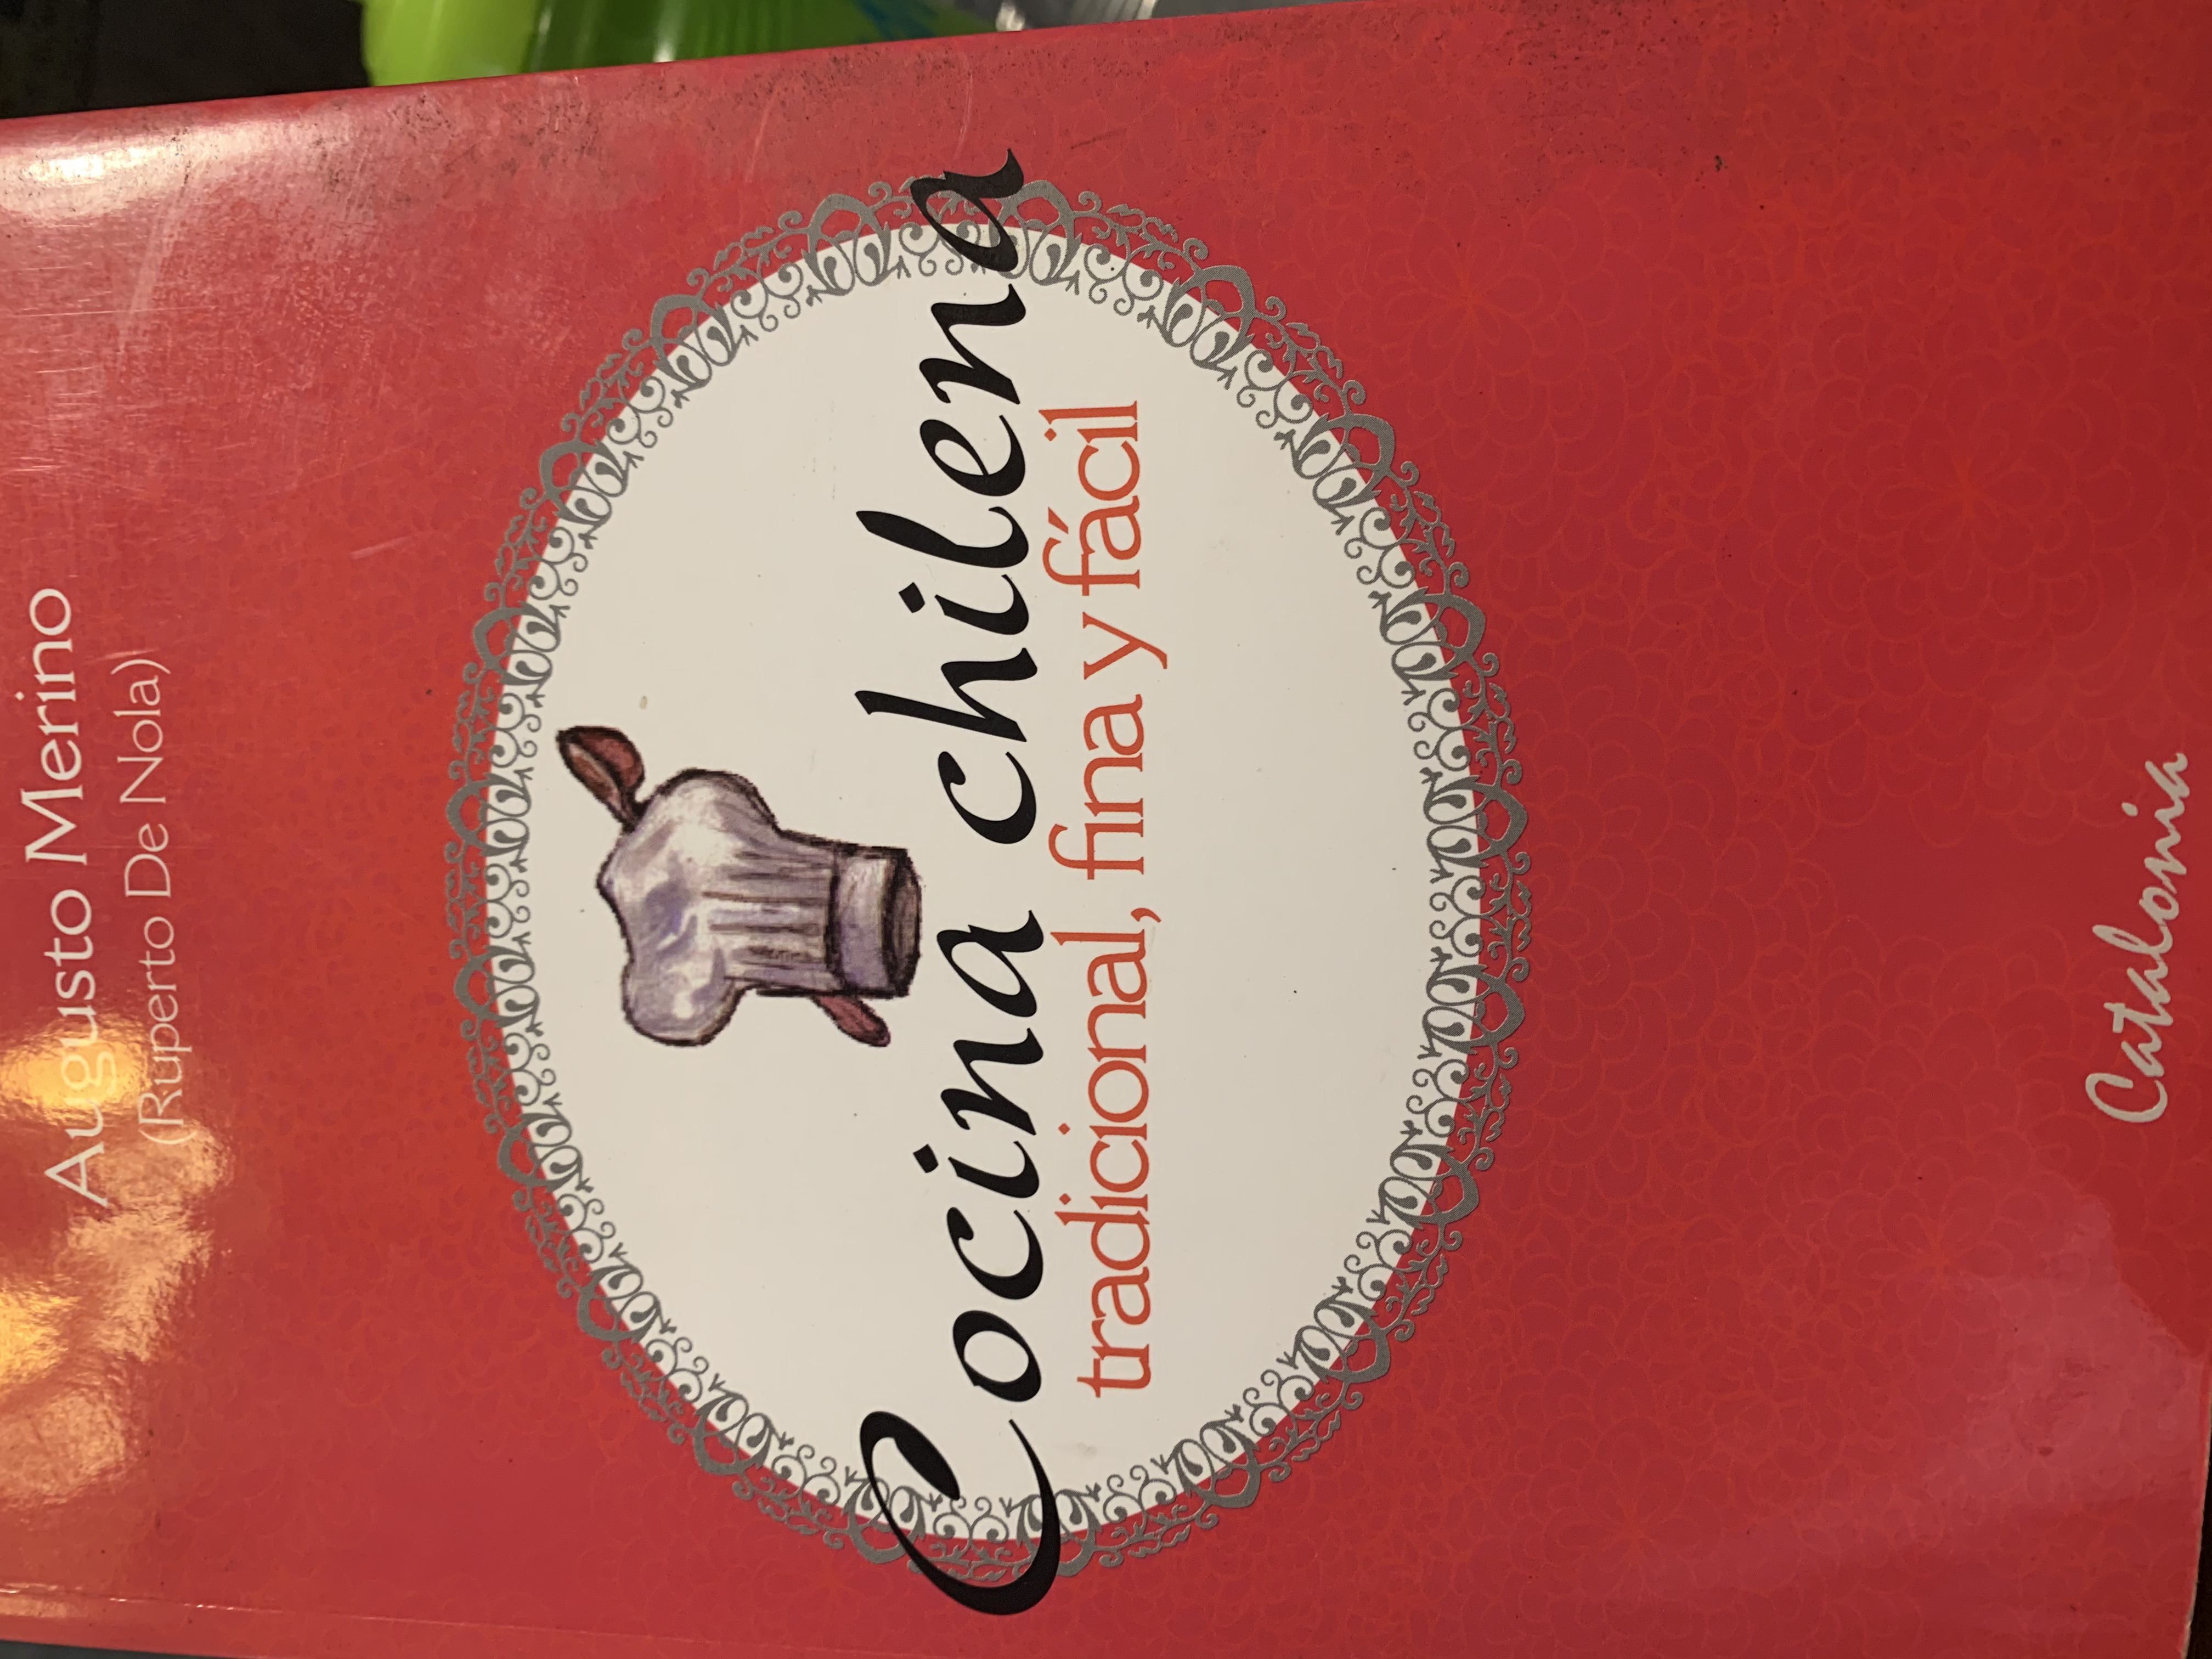 Augusto Merino
(Ruperto De Nola)
Cocina chilena
tradicional, fina y fácil
Catalonia